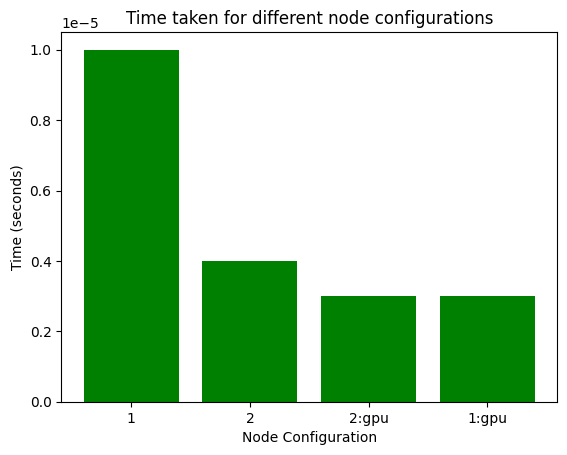 Time taken for different node configurations
1e−5
1.0
0.8
0.6
0.4
0.2
0.0
Time (seconds)
1 2 2:gpu 1:gpu
Node Configuration